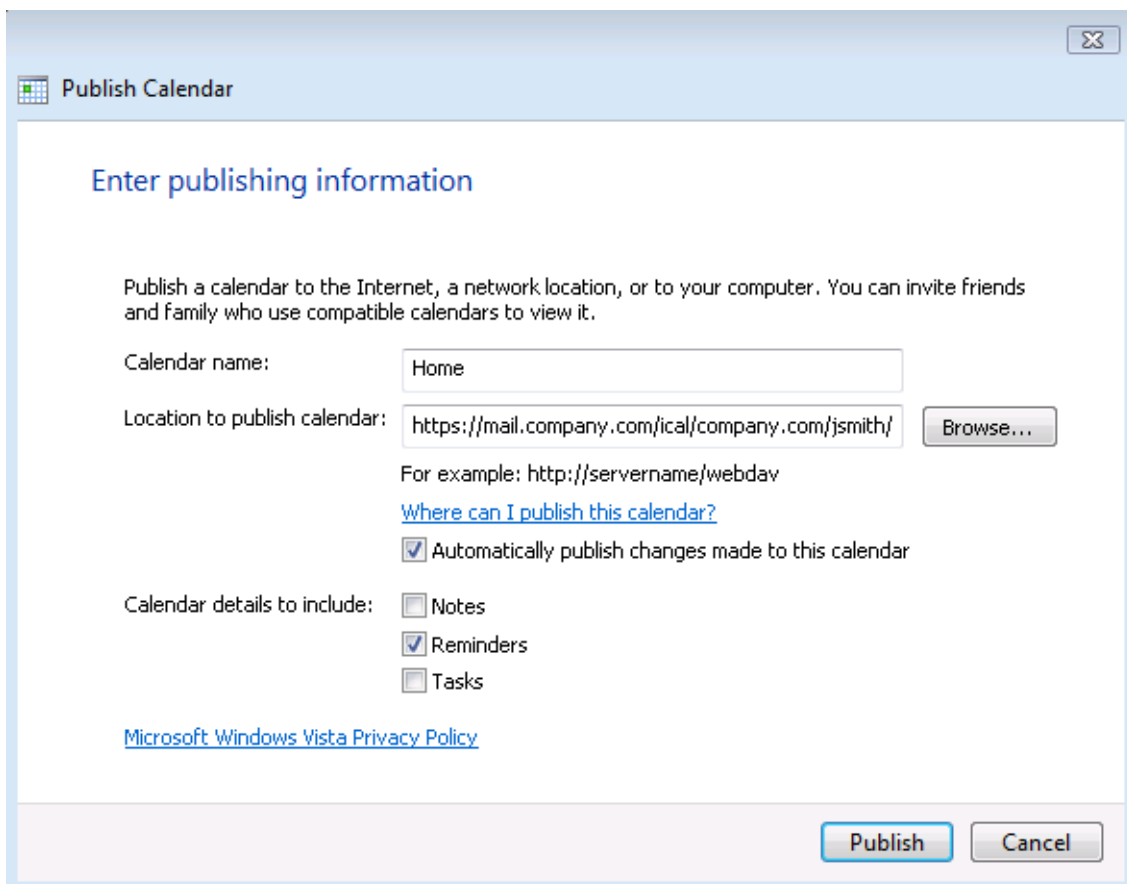 Publish Calendar
Enter publishing information
Publish a calendar to the Internet, a network location, or to your computer. You can invite friends
and family who use compatible calendars to view it.
Calendar name:
Home
Location to publish calendar:
https://mail.company.com/ical/company.com/jsmith/
Browse...
For example: http://servername/webdav
Where can I publish this calendar?
Automatically publish changes made to this calendar
Calendar details to include:
Notes
Reminders
Tasks
Microsoft Windows Vista Privacy Policy
Publish
Cancel